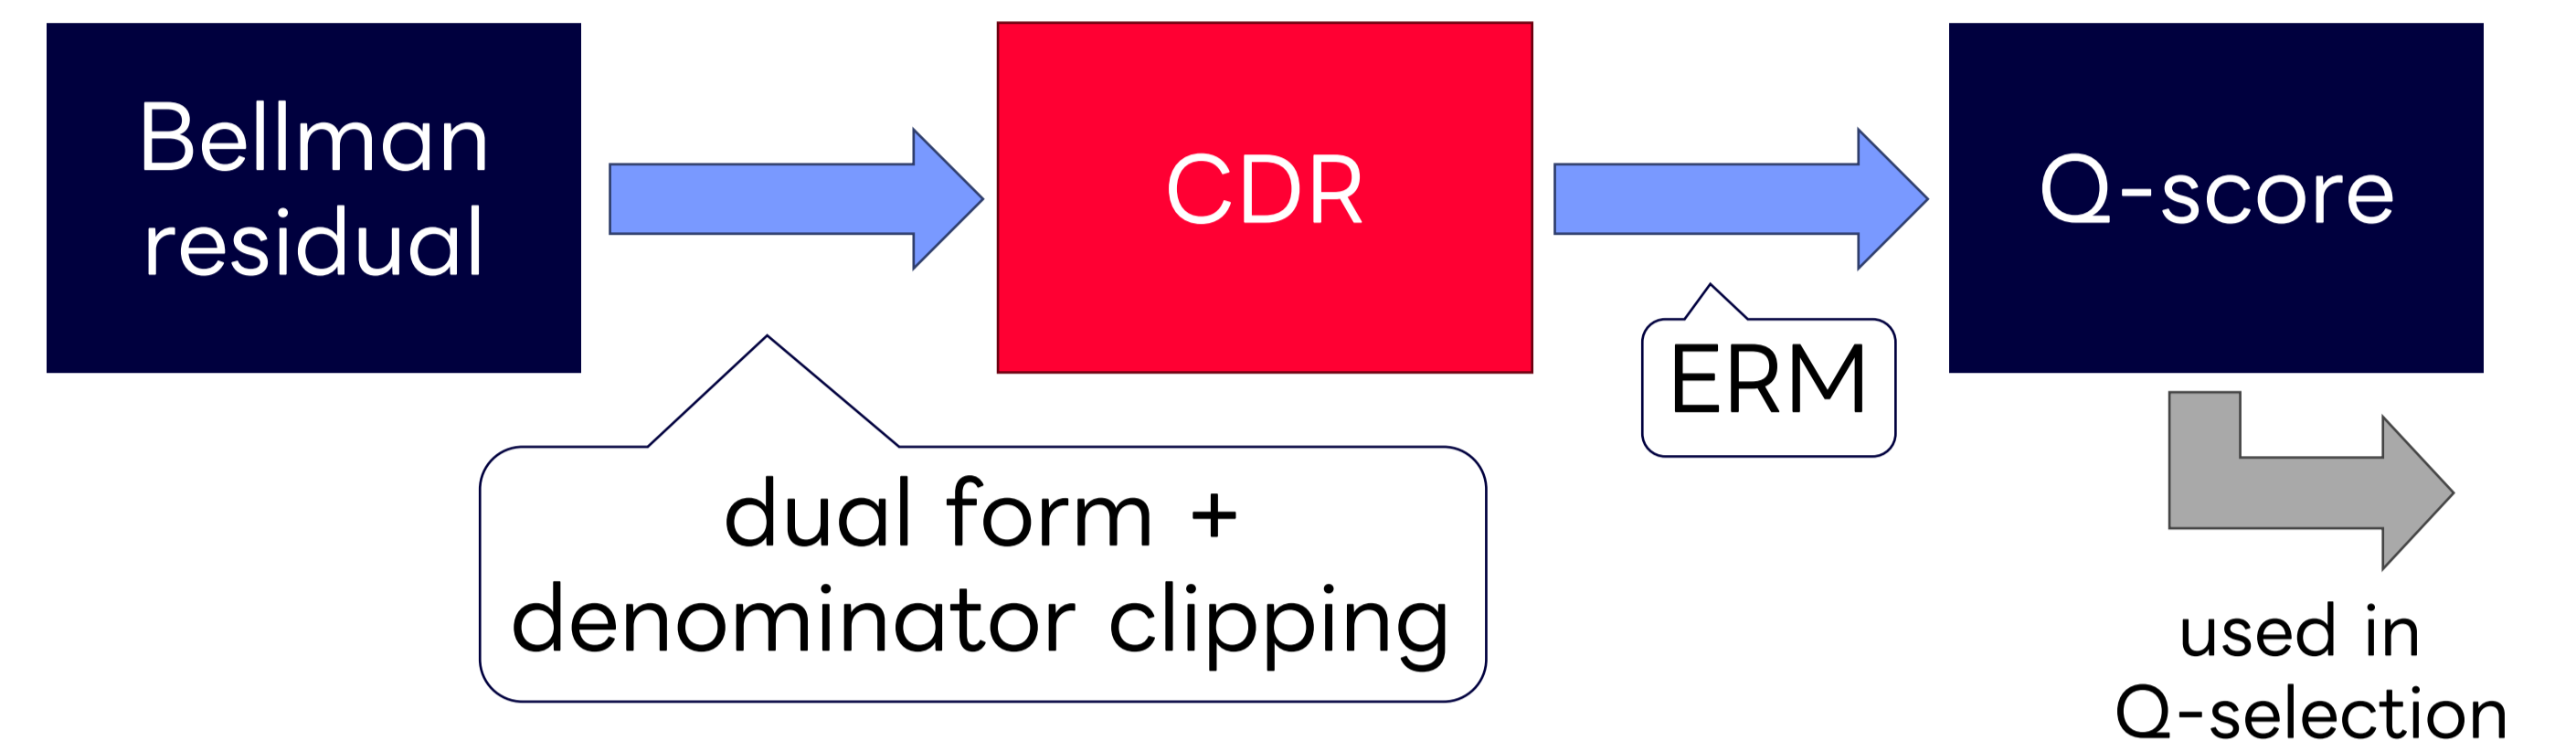 Bellman
residual
CDR
Q-score
ERM
dual form +
denominator clipping
used in
Q-selection